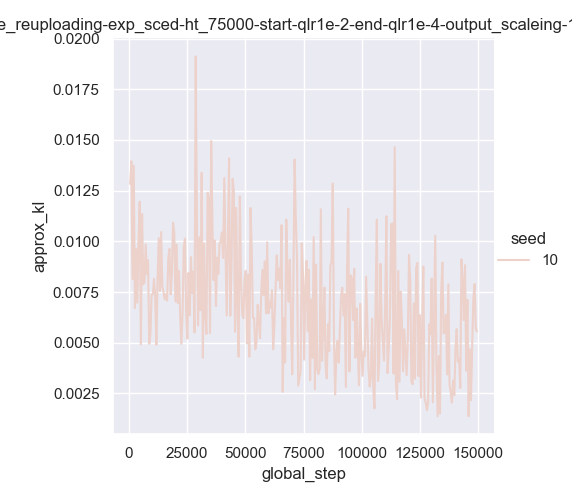 e_reuploading-exp_sced-ht_75000-start-qlr1e-2-end-qlr1e-4-output_scaleing-1
0.0200
0.0175
0.0150
0.0125
0.0100
0.0075
0.0050
0.0025
approx_kl
0 25000 50000 75000 100000 125000 150000
global_step
seed
10